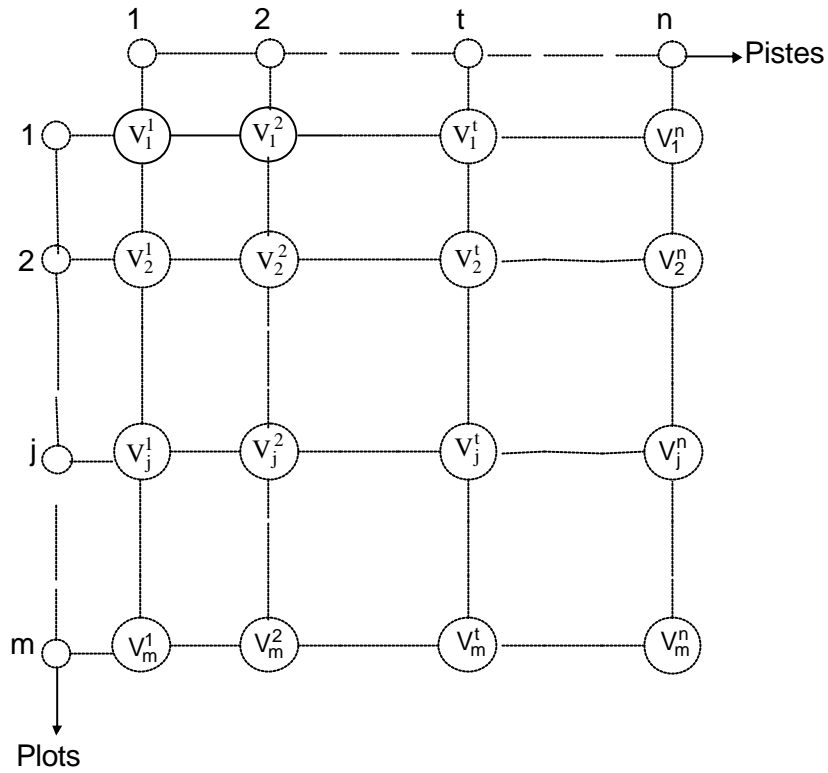 1 2 t n
Pistes
1 V₁¹ V₁² V₁ᵗ V₁ⁿ
2 V₂¹ V₂² V₂ᵗ V₂ⁿ
j Vⱼ¹ Vⱼ² Vⱼᵗ Vⱼⁿ
m Vₘ¹ Vₘ² Vₘᵗ Vₘⁿ
Plots